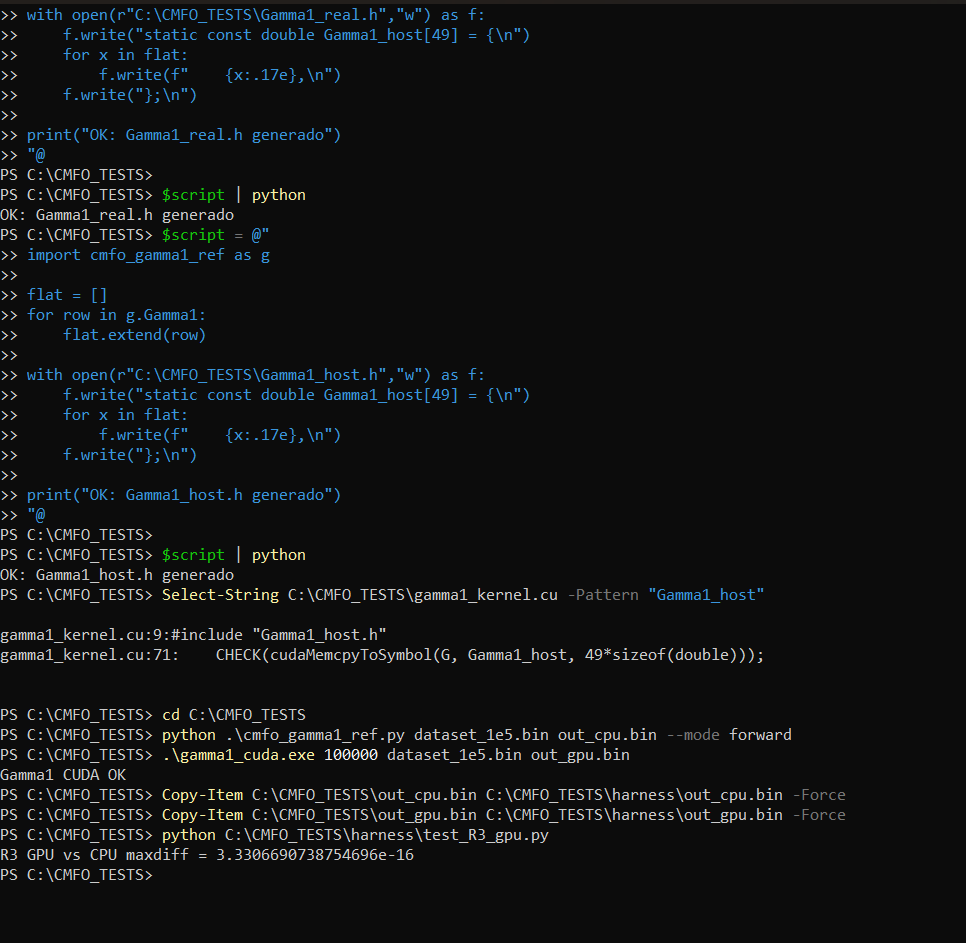 >> with open(r"C:\CMFO_TESTS\Gamma1_real.h","w") as f:
>>     f.write("static const double Gamma1_host[49] = {\n")
>>     for x in flat:
>>         f.write(f"    {x:.17e},\n")
>>     f.write("};\n")
>>
>> print("OK: Gamma1_real.h generado")
>> "@
PS C:\CMFO_TESTS>
PS C:\CMFO_TESTS> $script | python
OK: Gamma1_real.h generado
PS C:\CMFO_TESTS> $script = @"
>> import cmfo_gamma1_ref as g
>>
>> flat = []
>> for row in g.Gamma1:
>>     flat.extend(row)
>>
>> with open(r"C:\CMFO_TESTS\Gamma1_host.h","w") as f:
>>     f.write("static const double Gamma1_host[49] = {\n")
>>     for x in flat:
>>         f.write(f"    {x:.17e},\n")
>>     f.write("};\n")
>>
>> print("OK: Gamma1_host.h generado")
>> "@
PS C:\CMFO_TESTS>
PS C:\CMFO_TESTS> $script | python
OK: Gamma1_host.h generado
PS C:\CMFO_TESTS> Select-String C:\CMFO_TESTS\gamma1_kernel.cu -Pattern "Gamma1_host"
gamma1_kernel.cu:9:#include "Gamma1_host.h"
gamma1_kernel.cu:71:    CHECK(cudaMemcpyToSymbol(G, Gamma1_host, 49*sizeof(double)));
PS C:\CMFO_TESTS> cd C:\CMFO_TESTS
PS C:\CMFO_TESTS> python .\cmfo_gamma1_ref.py dataset_1e5.bin out_cpu.bin --mode forward
PS C:\CMFO_TESTS> .\gamma1_cuda.exe 100000 dataset_1e5.bin out_gpu.bin
Gamma1 CUDA OK
PS C:\CMFO_TESTS> Copy-Item C:\CMFO_TESTS\out_cpu.bin C:\CMFO_TESTS\harness\out_cpu.bin -Force
PS C:\CMFO_TESTS> Copy-Item C:\CMFO_TESTS\out_gpu.bin C:\CMFO_TESTS\harness\out_gpu.bin -Force
PS C:\CMFO_TESTS> python C:\CMFO_TESTS\harness\test_R3_gpu.py
R3 GPU vs CPU maxdiff = 3.3306690738754696e-16
PS C:\CMFO_TESTS>